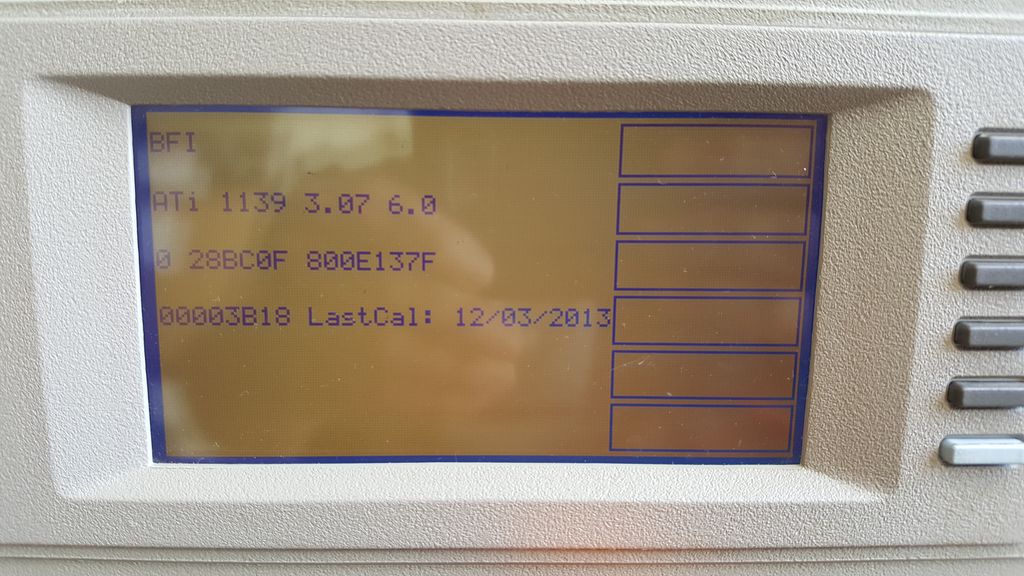 BFI
ATi 1139 3.07 6.0
0 28BC0F 800E137F
00003B18 LastCal: 12/03/2013